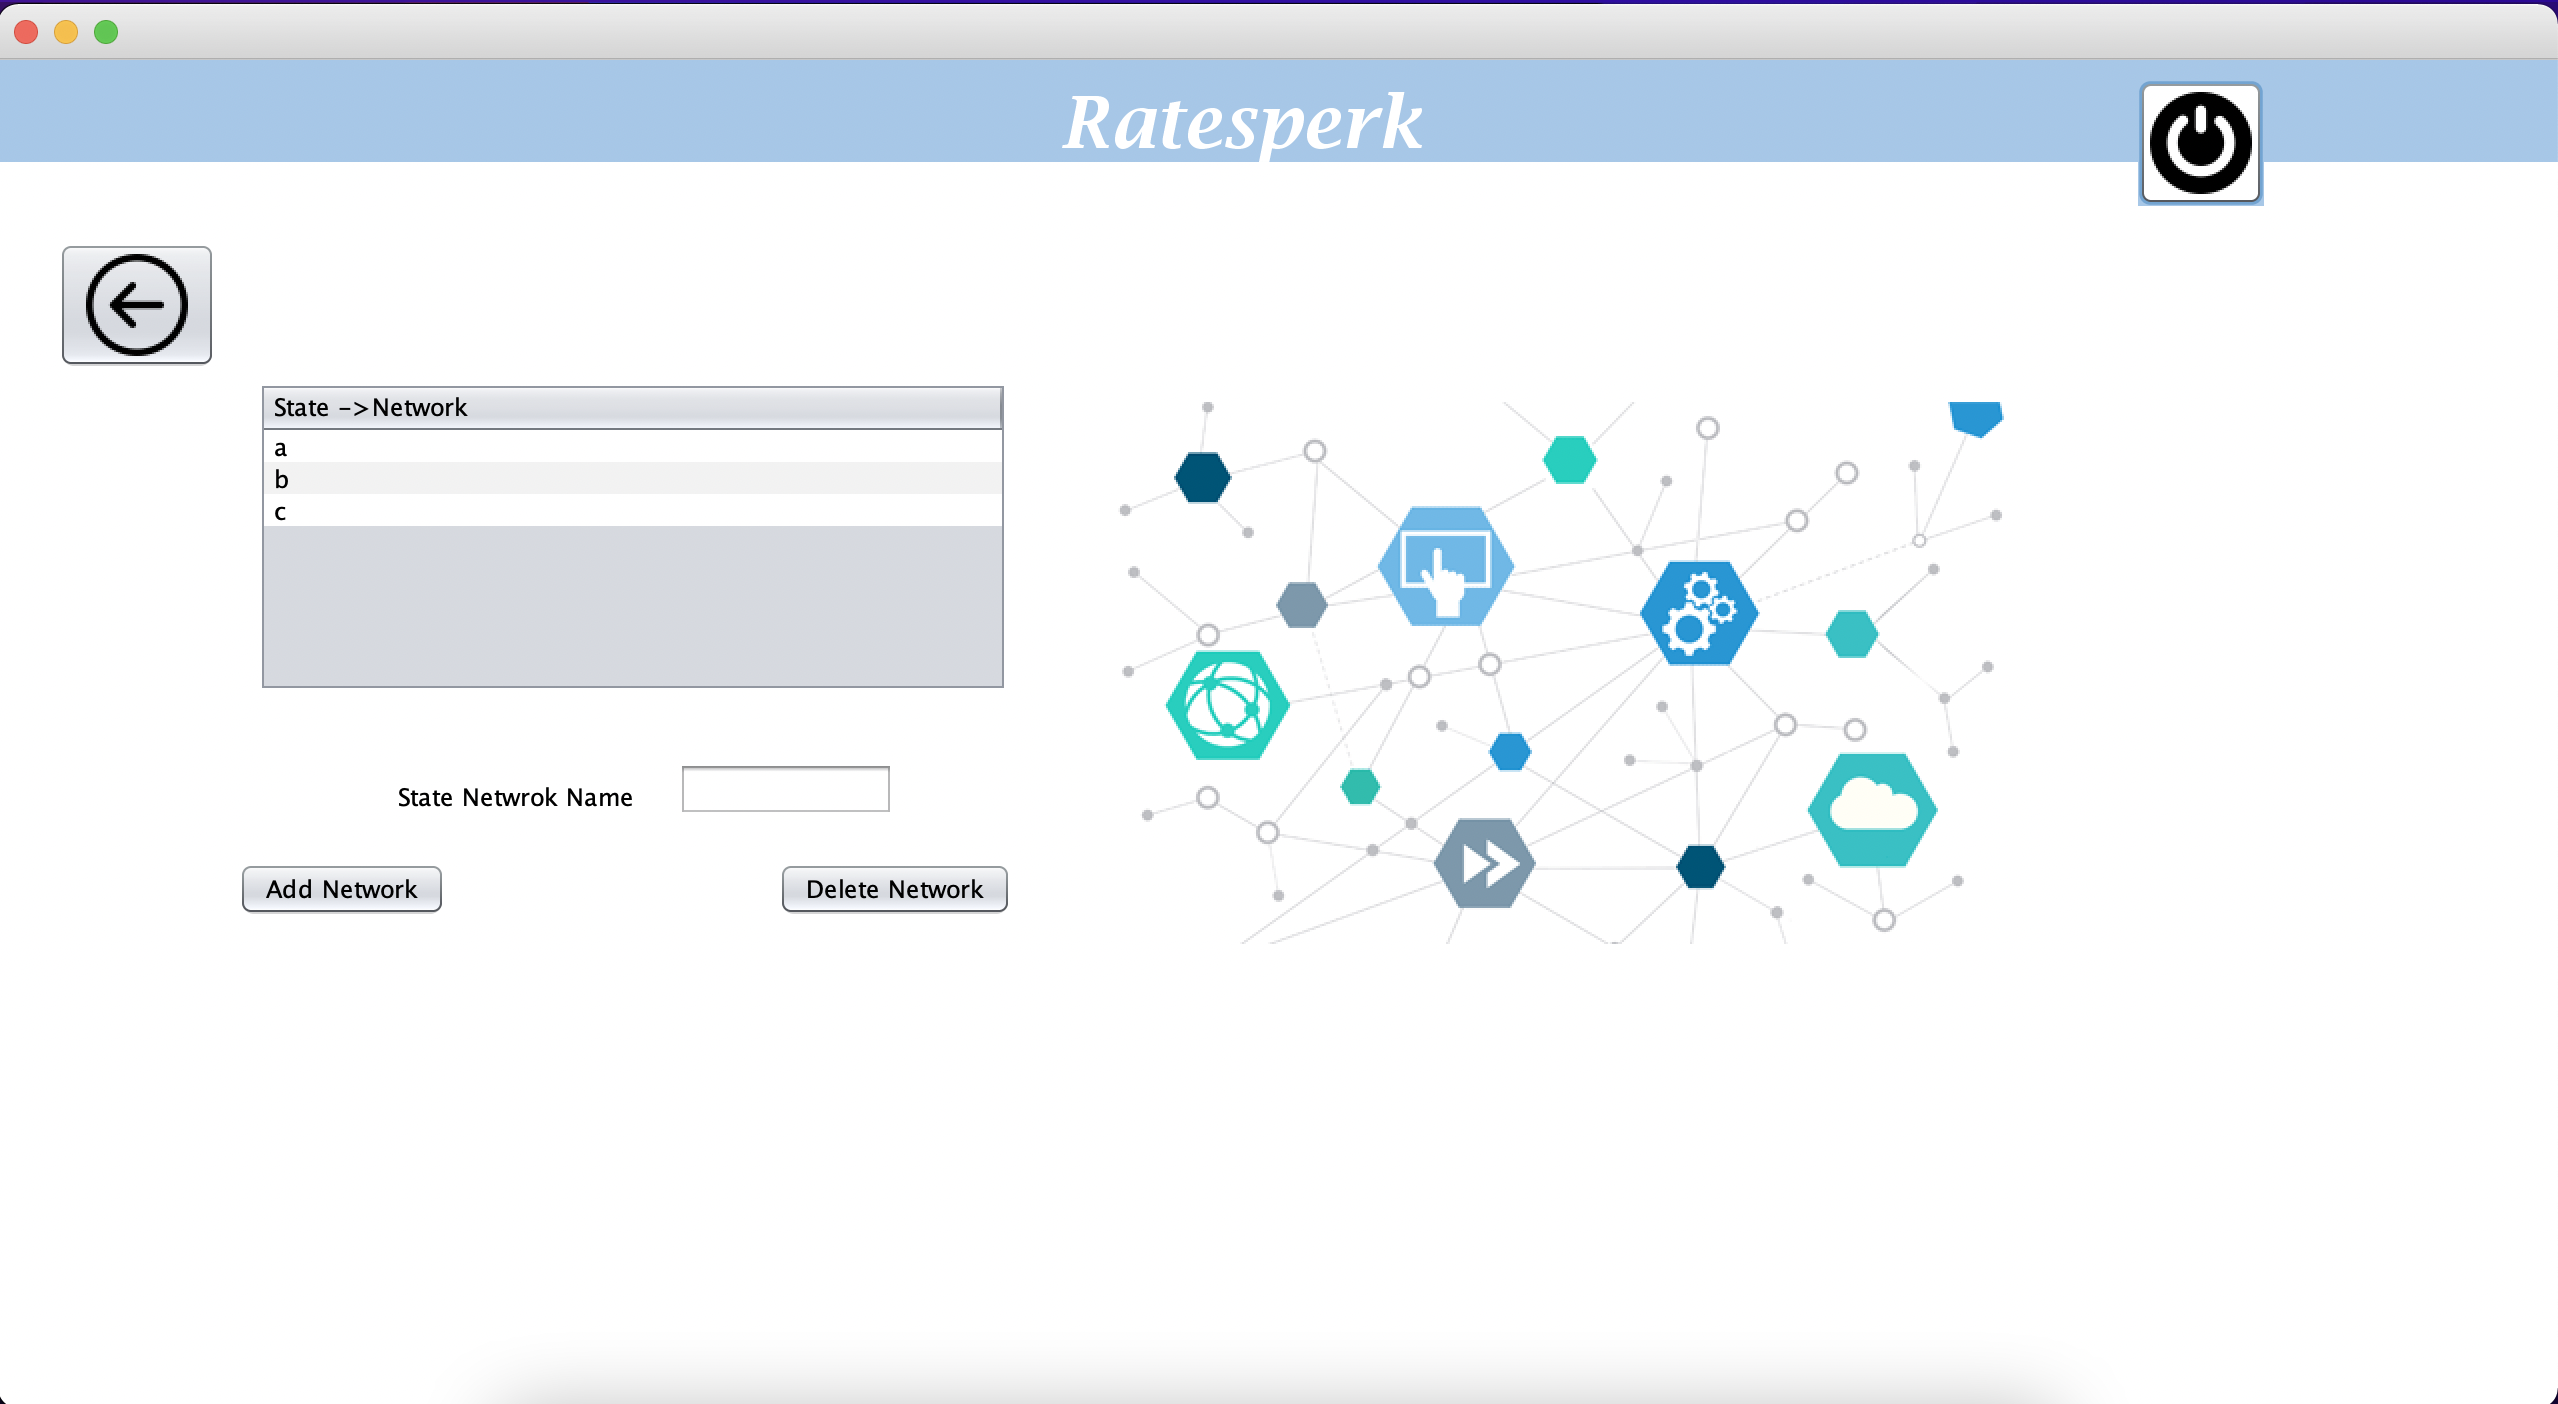 Ratesperk
State ->Network
a
b
c
State Netwrok Name
Add Network
Delete Network